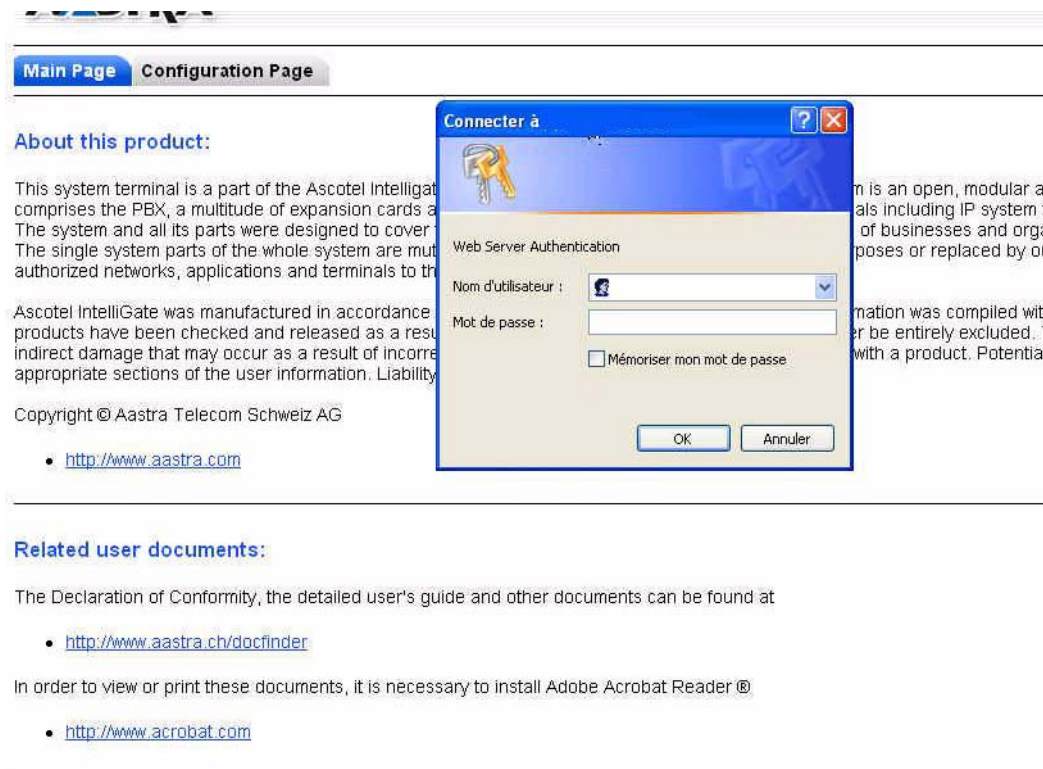 AASTRA
Main Page Configuration Page
About this product:
Connecter à
This system terminal is a part of the Ascotel Intelligat
m is an open, modular a
comprises the PBX, a multitude of expansion cards a
als including IP system
The system and all its parts were designed to cover
of businesses and orga
The single system parts of the whole system are mut
poses or replaced by ou
authorized networks, applications and terminals to th
Web Server Authentication
Nom d'utilisateur :
Mot de passe :
Mémoriser mon mot de passe
OK Annuler
Ascotel IntelliGate was manufactured in accordance
mation was compiled wit
products have been checked and released as a resu
er be entirely excluded.
indirect damage that may occur as a result of incorre
with a product. Potentia
appropriate sections of the user information. Liability
Copyright © Aastra Telecom Schweiz AG
http://www.aastra.com
Related user documents:
The Declaration of Conformity, the detailed user's guide and other documents can be found at
http://www.aastra.ch/docfinder
In order to view or print these documents, it is necessary to install Adobe Acrobat Reader ®
http://www.acrobat.com